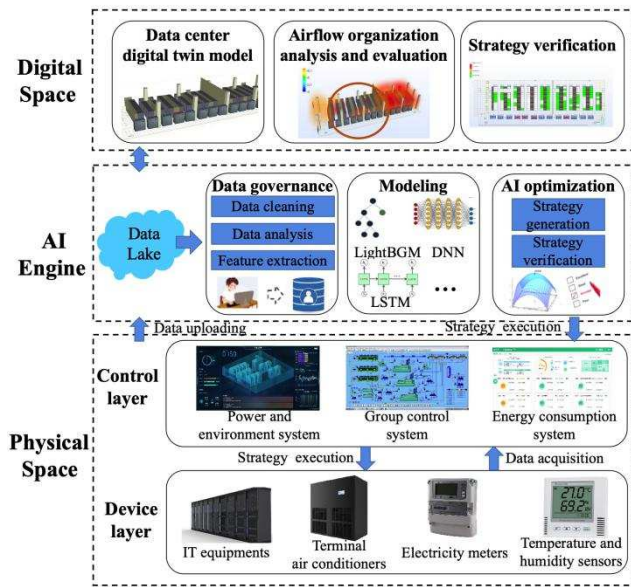 Digital
Space
Data center
digital twin model
Airflow organization
analysis and evaluation
Strategy verification
AI
Engine
Data
Lake
Data governance
Data cleaning
Data analysis
Feature extraction
Modeling
LightBGM
DNN
LSTM
AI optimization
Strategy
generation
Strategy
verification
Data uploading
Strategy execution
Physical
Space
Control
layer
Power and
environment system
Group control
system
Energy consumption
system
Strategy execution
Data acquisition
Device
layer
27.0
69.2
IT equipments
Terminal
air conditioners
Electricity meters
Temperature and
humidity sensors